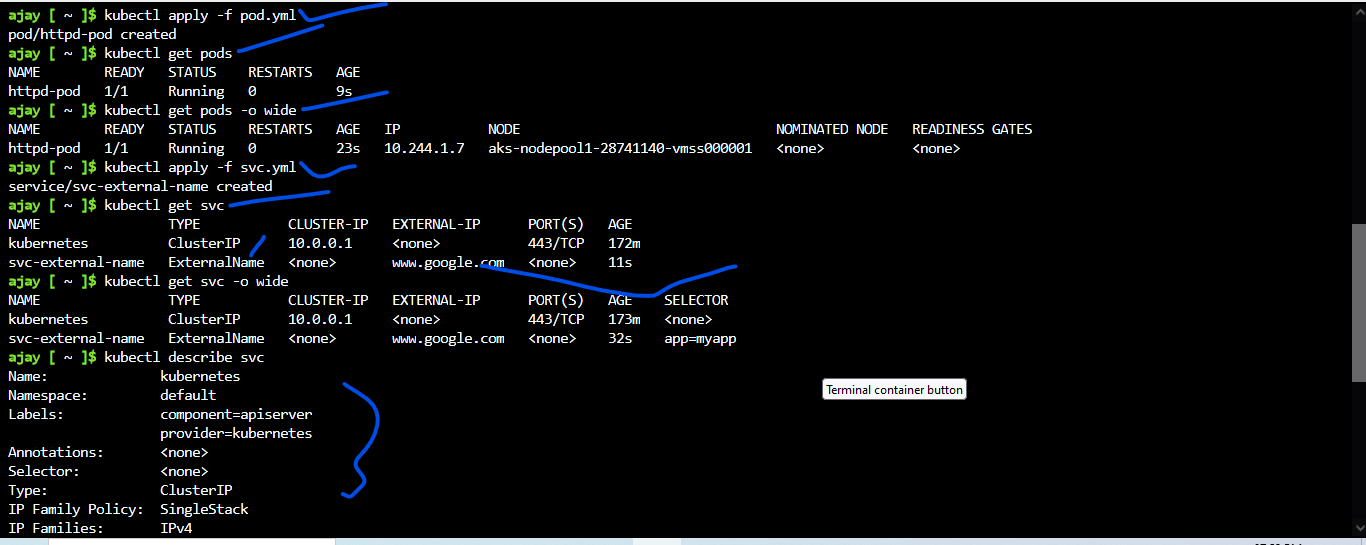 ajay [ ~ ]$ kubectl apply -f pod.yml
pod/httpd-pod created
ajay [ ~ ]$ kubectl get pods
NAME READY STATUS RESTARTS AGE
httpd-pod 1/1 Running 0 9s
ajay [ ~ ]$ kubectl get pods -o wide
NAME READY STATUS RESTARTS AGE IP NODE NOMINATED NODE READINESS GATES
httpd-pod 1/1 Running 0 23s 10.244.1.7 aks-nodepool1-28741140-vmss000001 <none> <none>
ajay [ ~ ]$ kubectl apply -f svc.yml
service/svc-external-name created
ajay [ ~ ]$ kubectl get svc
NAME TYPE CLUSTER-IP EXTERNAL-IP PORT(S) AGE
kubernetes ClusterIP 10.0.0.1 <none> 443/TCP 172m
svc-external-name ExternalName <none> www.google.com <none> 11s
ajay [ ~ ]$ kubectl get svc -o wide
NAME TYPE CLUSTER-IP EXTERNAL-IP PORT(S) AGE SELECTOR
kubernetes ClusterIP 10.0.0.1 <none> 443/TCP 173m <none>
svc-external-name ExternalName <none> www.google.com <none> 32s app=myapp
ajay [ ~ ]$ kubectl describe svc
Name: kubernetes
Namespace: default
Labels: component=apiserver
provider=kubernetes
Annotations: <none>
Selector: <none>
Type: ClusterIP
IP Family Policy: SingleStack
IP Families: IPv4
Terminal container button